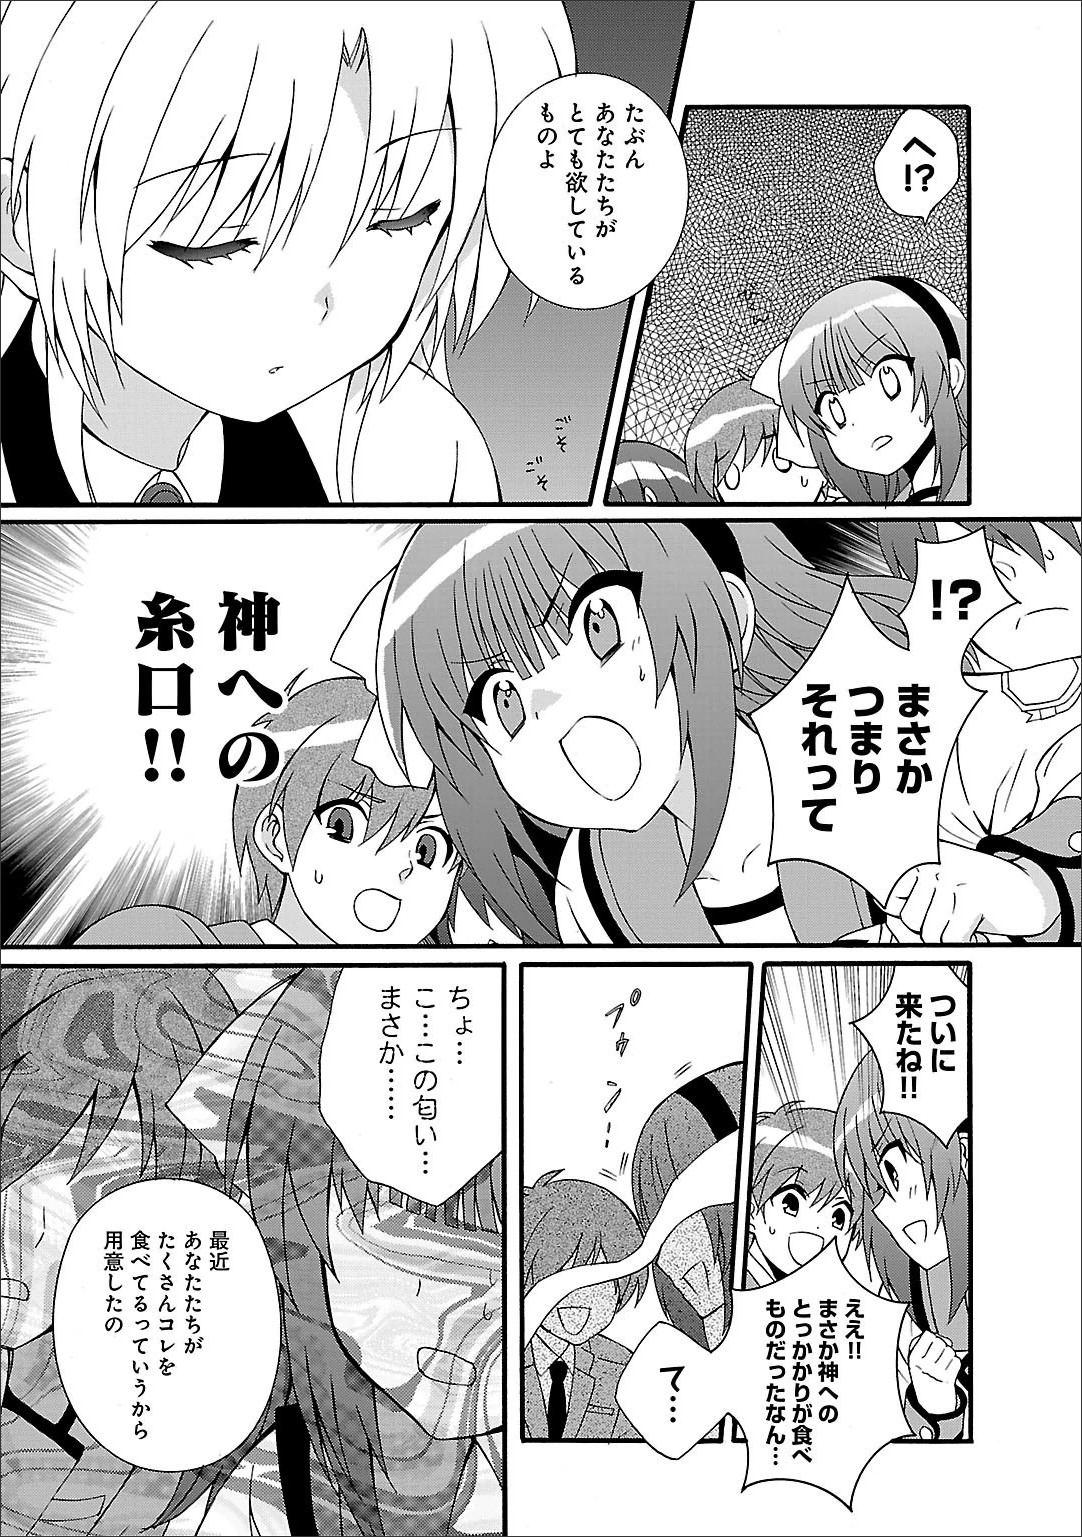 へ!?
たぶん
あなたたちが
とても欲している
ものよ
ごそ
ごそ
!?
まさか
つまり
それって
神への
糸口!!
ついに
来たね!!
ええ!!
まさか神への
とっかかりが食べ
ものだったなん…
プゥ
ン…
て…
ちょ…
こ…この匂い…
まさか……
最近
あなたたちが
たくさんコレを
食べてるっていうから
用意したの